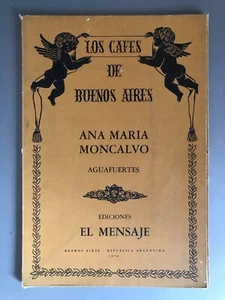 LOS CAFES
DE
BUENOS AIRES
ANA MARIA
MONCALVO
AGUAFUERTES
EDICIONES
EL MENSAJE
BUENOS AIRES - REPUBLICA ARGENTINA